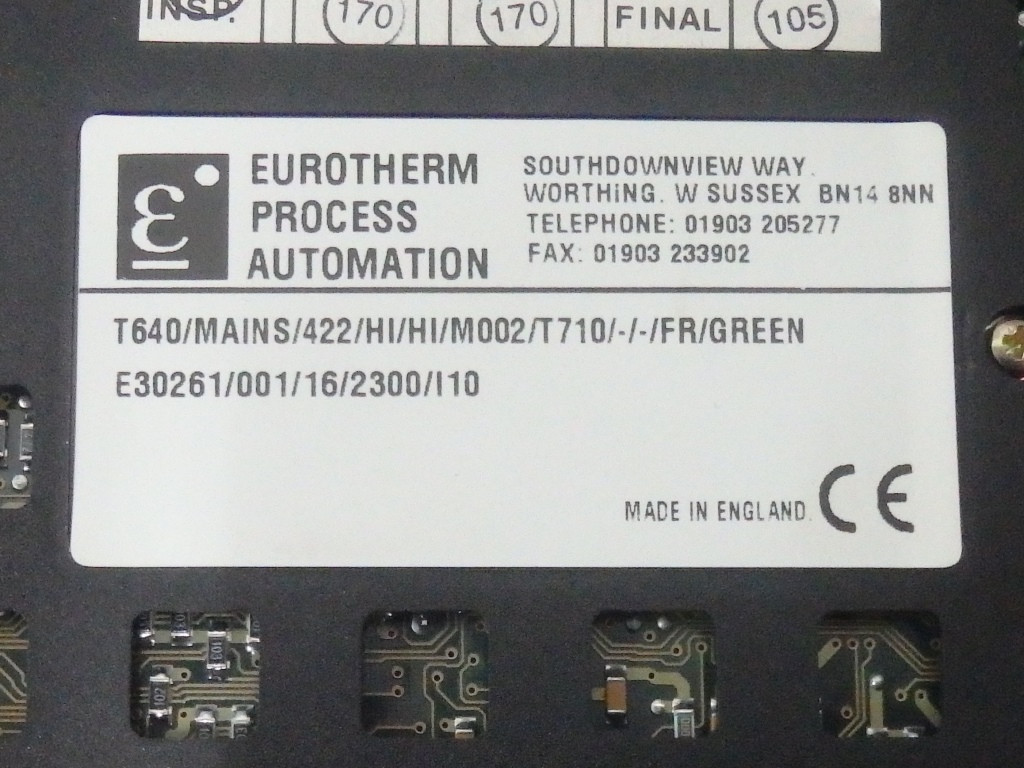 INSP. 170 170 FINAL 105
EUROTHERM
PROCESS
AUTOMATION
SOUTHDOWNVIEW WAY.
WORTHING. W SUSSEX BN14 8NN
TELEPHONE: 01903 205277
FAX: 01903 233902
T640/MAINS/422/HI/HI/M002/T710/-/-/FR/GREEN
E30261/001/16/2300/I10
MADE IN ENGLAND.
CE
103